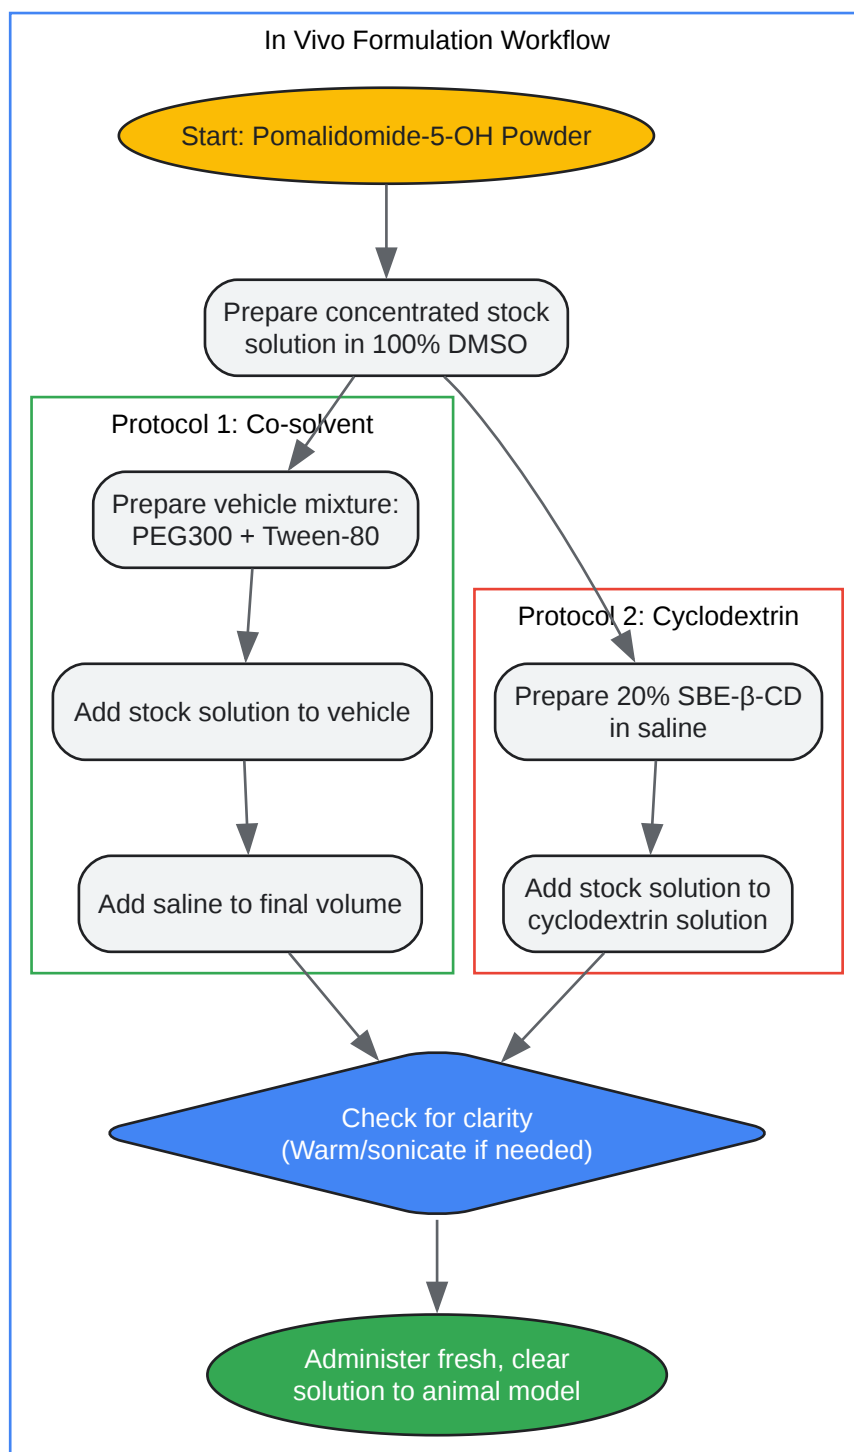 In Vivo Formulation Workflow
Start: Pomalidomide-5-OH Powder
Prepare concentrated stock
solution in 100% DMSO
Protocol 1: Co-solvent
Prepare vehicle mixture:
PEG300 + Tween-80
Add stock solution to vehicle
Add saline to final volume
Protocol 2: Cyclodextrin
Prepare 20% SBE-β-CD
in saline
Add stock solution to
cyclodextrin solution
Check for clarity
(Warm/sonicate if needed)
Administer fresh, clear
solution to animal model